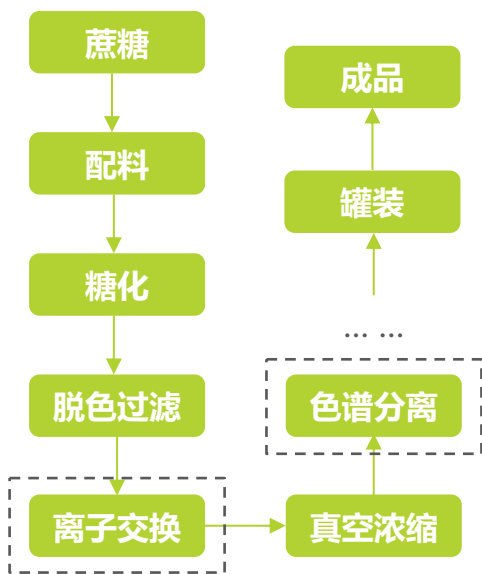 蔗糖
配料
糖化
脱色过滤
离子交换
真空浓缩
色谱分离
… …
罐装
成品